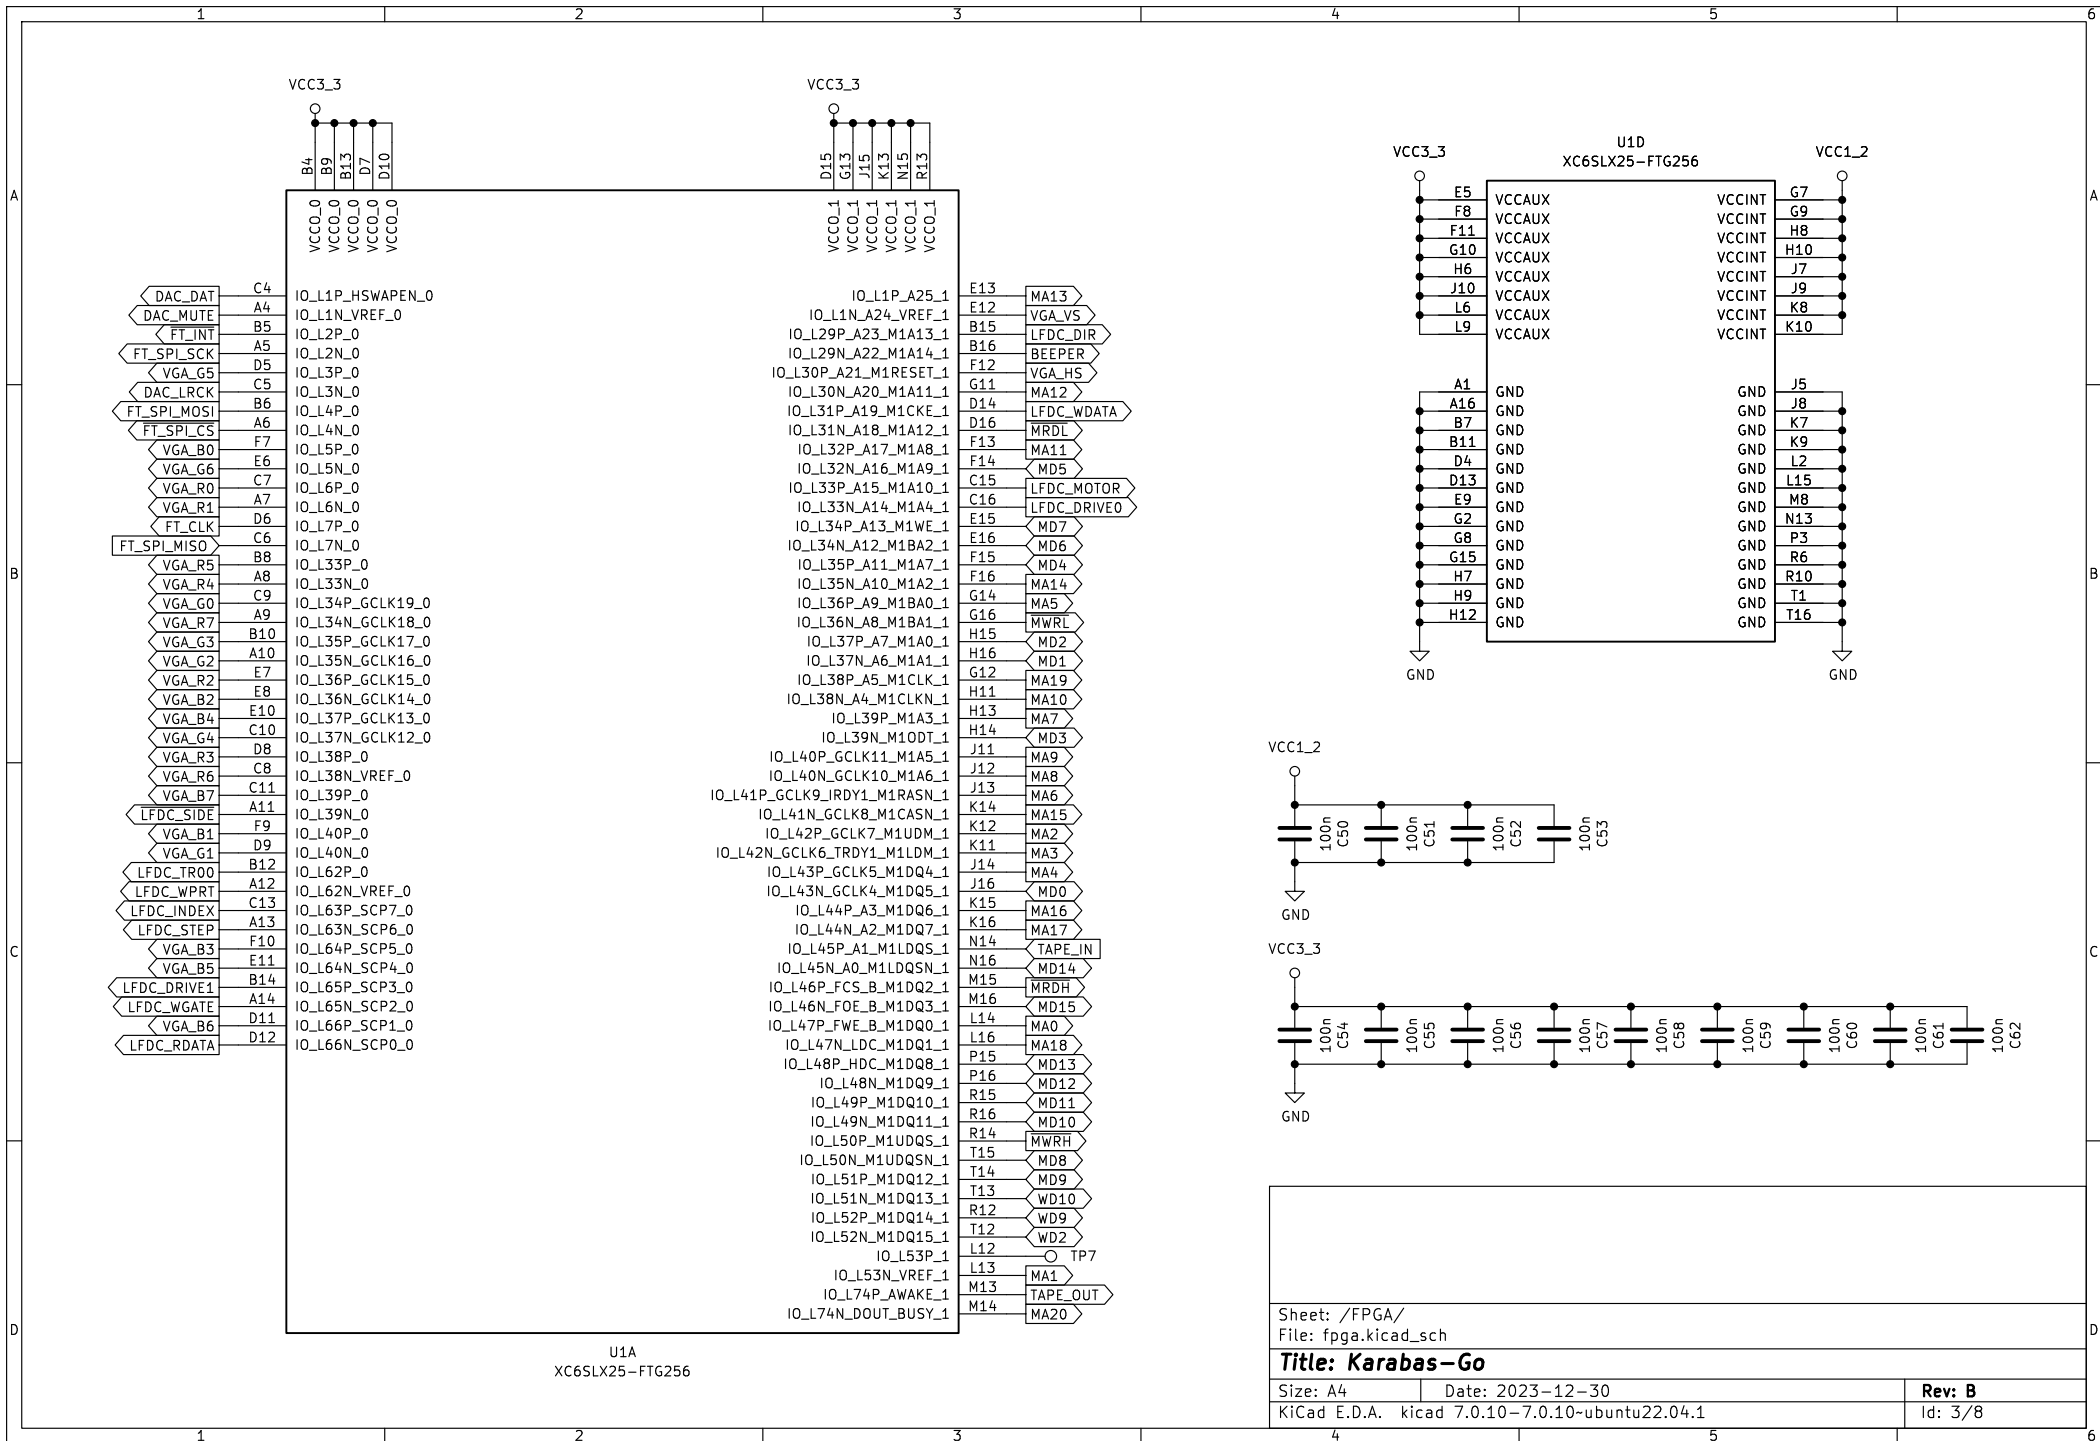 1 2 3 4 5 6
A
B
C
D
VCC3_3
B4 B9 B13 D7 D10
VCCO_0 VCCO_0 VCCO_0 VCCO_0 VCCO_0
VCC3_3
D15 G13 J15 K13 N15 R13
VCCO_1 VCCO_1 VCCO_1 VCCO_1 VCCO_1 VCCO_1
DAC_DAT C4 IO_L1P_HSWAPEN_0
DAC_MUTE A4 IO_L1N_VREF_0
FT_INT B5 IO_L2P_0
FT_SPI_SCK A5 IO_L2N_0
VGA_G5 D5 IO_L3P_0
DAC_LRCK C5 IO_L3N_0
FT_SPI_MOSI B6 IO_L4P_0
FT_SPI_CS A6 IO_L4N_0
VGA_B0 F7 IO_L5P_0
VGA_G6 E6 IO_L5N_0
VGA_R0 C7 IO_L6P_0
VGA_R1 A7 IO_L6N_0
FT_CLK D6 IO_L7P_0
FT_SPI_MISO C6 IO_L7N_0
VGA_R5 B8 IO_L33P_0
VGA_R4 A8 IO_L33N_0
VGA_G0 C9 IO_L34P_GCLK19_0
VGA_R7 A9 IO_L34N_GCLK18_0
VGA_G3 B10 IO_L35P_GCLK17_0
VGA_G2 A10 IO_L35N_GCLK16_0
VGA_R2 E7 IO_L36P_GCLK15_0
VGA_B2 E8 IO_L36N_GCLK14_0
VGA_B4 E10 IO_L37P_GCLK13_0
VGA_G4 C10 IO_L37N_GCLK12_0
VGA_R3 D8 IO_L38P_0
VGA_R6 C8 IO_L38N_VREF_0
VGA_B7 C11 IO_L39P_0
LFDC_SIDE A11 IO_L39N_0
VGA_B1 F9 IO_L40P_0
VGA_G1 D9 IO_L40N_0
LFDC_TR00 B12 IO_L62P_0
LFDC_WPRT A12 IO_L62N_VREF_0
LFDC_INDEX C13 IO_L63P_SCP7_0
LFDC_STEP A13 IO_L63N_SCP6_0
VGA_B3 F10 IO_L64P_SCP5_0
VGA_B5 E11 IO_L64N_SCP4_0
LFDC_DRIVE1 B14 IO_L65P_SCP3_0
LFDC_WGATE A14 IO_L65N_SCP2_0
VGA_B6 D11 IO_L66P_SCP1_0
LFDC_RDATA D12 IO_L66N_SCP0_0
IO_L1P_A25_1 E13 MA13
IO_L1N_A24_VREF_1 E12 VGA_VS
IO_L29P_A23_M1A13_1 B15 LFDC_DIR
IO_L29N_A22_M1A14_1 B16 BEEPER
IO_L30P_A21_M1RESET_1 F12 VGA_HS
IO_L30N_A20_M1A11_1 G11 MA12
IO_L31P_A19_M1CKE_1 D14 LFDC_WDATA
IO_L31N_A18_M1A12_1 D16 MRDL
IO_L32P_A17_M1A8_1 F13 MA11
IO_L32N_A16_M1A9_1 F14 MD5
IO_L33P_A15_M1A10_1 C15 LFDC_MOTOR
IO_L33N_A14_M1A4_1 C16 LFDC_DRIVE0
IO_L34P_A13_M1WE_1 E15 MD7
IO_L34N_A12_M1BA2_1 E16 MD6
IO_L35P_A11_M1A7_1 F15 MD4
IO_L35N_A10_M1A2_1 F16 MA14
IO_L36P_A9_M1BA0_1 G14 MA5
IO_L36N_A8_M1BA1_1 G16 MWRL
IO_L37P_A7_M1A0_1 H15 MD2
IO_L37N_A6_M1A1_1 H16 MD1
IO_L38P_A5_M1CLK_1 G12 MA19
IO_L38N_A4_M1CLKN_1 H11 MA10
IO_L39P_M1A3_1 H13 MA7
IO_L39N_M1ODT_1 H14 MD3
IO_L40P_GCLK11_M1A5_1 J11 MA9
IO_L40N_GCLK10_M1A6_1 J12 MA8
IO_L41P_GCLK9_IRDY1_M1RASN_1 J13 MA6
IO_L41N_GCLK8_M1CASN_1 K14 MA15
IO_L42P_GCLK7_M1UDM_1 K12 MA2
IO_L42N_GCLK6_TRDY1_M1LDM_1 K11 MA3
IO_L43P_GCLK5_M1DQ4_1 J14 MA4
IO_L43N_GCLK4_M1DQ5_1 J16 MD0
IO_L44P_A3_M1DQ6_1 K15 MA16
IO_L44N_A2_M1DQ7_1 K16 MA17
IO_L45P_A1_M1LDQS_1 N14 TAPE_IN
IO_L45N_A0_M1LDQSN_1 N16 MD14
IO_L46P_FCS_B_M1DQ2_1 M15 MRDH
IO_L46N_FOE_B_M1DQ3_1 M16 MD15
IO_L47P_FWE_B_M1DQ0_1 L14 MA0
IO_L47N_LDC_M1DQ1_1 L16 MA18
IO_L48P_HDC_M1DQ8_1 P15 MD13
IO_L48N_M1DQ9_1 P16 MD12
IO_L49P_M1DQ10_1 R15 MD11
IO_L49N_M1DQ11_1 R16 MD10
IO_L50P_M1UDQS_1 R14 MWRH
IO_L50N_M1UDQSN_1 T15 MD8
IO_L51P_M1DQ12_1 T14 MD9
IO_L51N_M1DQ13_1 T13 WD10
IO_L52P_M1DQ14_1 R12 WD9
IO_L52N_M1DQ15_1 T12 WD2
IO_L53P_1 L12 TP7
IO_L53N_VREF_1 L13 MA1
IO_L74P_AWAKE_1 M13 TAPE_OUT
IO_L74N_DOUT_BUSY_1 M14 MA20
U1A
XC6SLX25-FTG256
U1D
XC6SLX25-FTG256
VCC3_3 VCC1_2
E5 VCCAUX VCCINT G7
F8 VCCAUX VCCINT G9
F11 VCCAUX VCCINT H8
G10 VCCAUX VCCINT H10
H6 VCCAUX VCCINT J7
J10 VCCAUX VCCINT J9
L6 VCCAUX VCCINT K8
L9 VCCAUX VCCINT K10
A1 GND GND J5
A16 GND GND J8
B7 GND GND K7
B11 GND GND K9
D4 GND GND L2
D13 GND GND L15
E9 GND GND M8
G2 GND GND N13
G8 GND GND P3
G15 GND GND R6
H7 GND GND R10
H9 GND GND T1
H12 GND GND T16
GND GND
VCC1_2
100n C50 100n C51 100n C52 100n C53
GND
VCC3_3
100n C54 100n C55 100n C56 100n C57 100n C58 100n C59 100n C60 100n C61 100n C62
GND
Sheet: /FPGA/
File: fpga.kicad_sch
Title: Karabas-Go
Size: A4 Date: 2023-12-30 Rev: B
KiCad E.D.A. kicad 7.0.10-7.0.10~ubuntu22.04.1 Id: 3/8
A
B
C
D
1 2 3 4 5 6